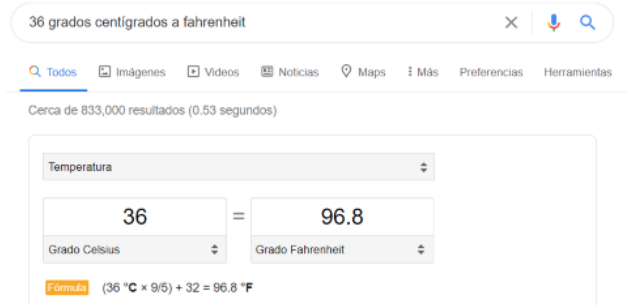 36 grados centígrados a fahrenheit
Todos Imágenes Videos Noticias Maps Más Preferencias Herramientas
Cerca de 833,000 resultados (0.53 segundos)
Temperatura
36 = 96.8
Grado Celsius Grado Fahrenheit
Fórmula (36 °C × 9/5) + 32 = 96.8 °F